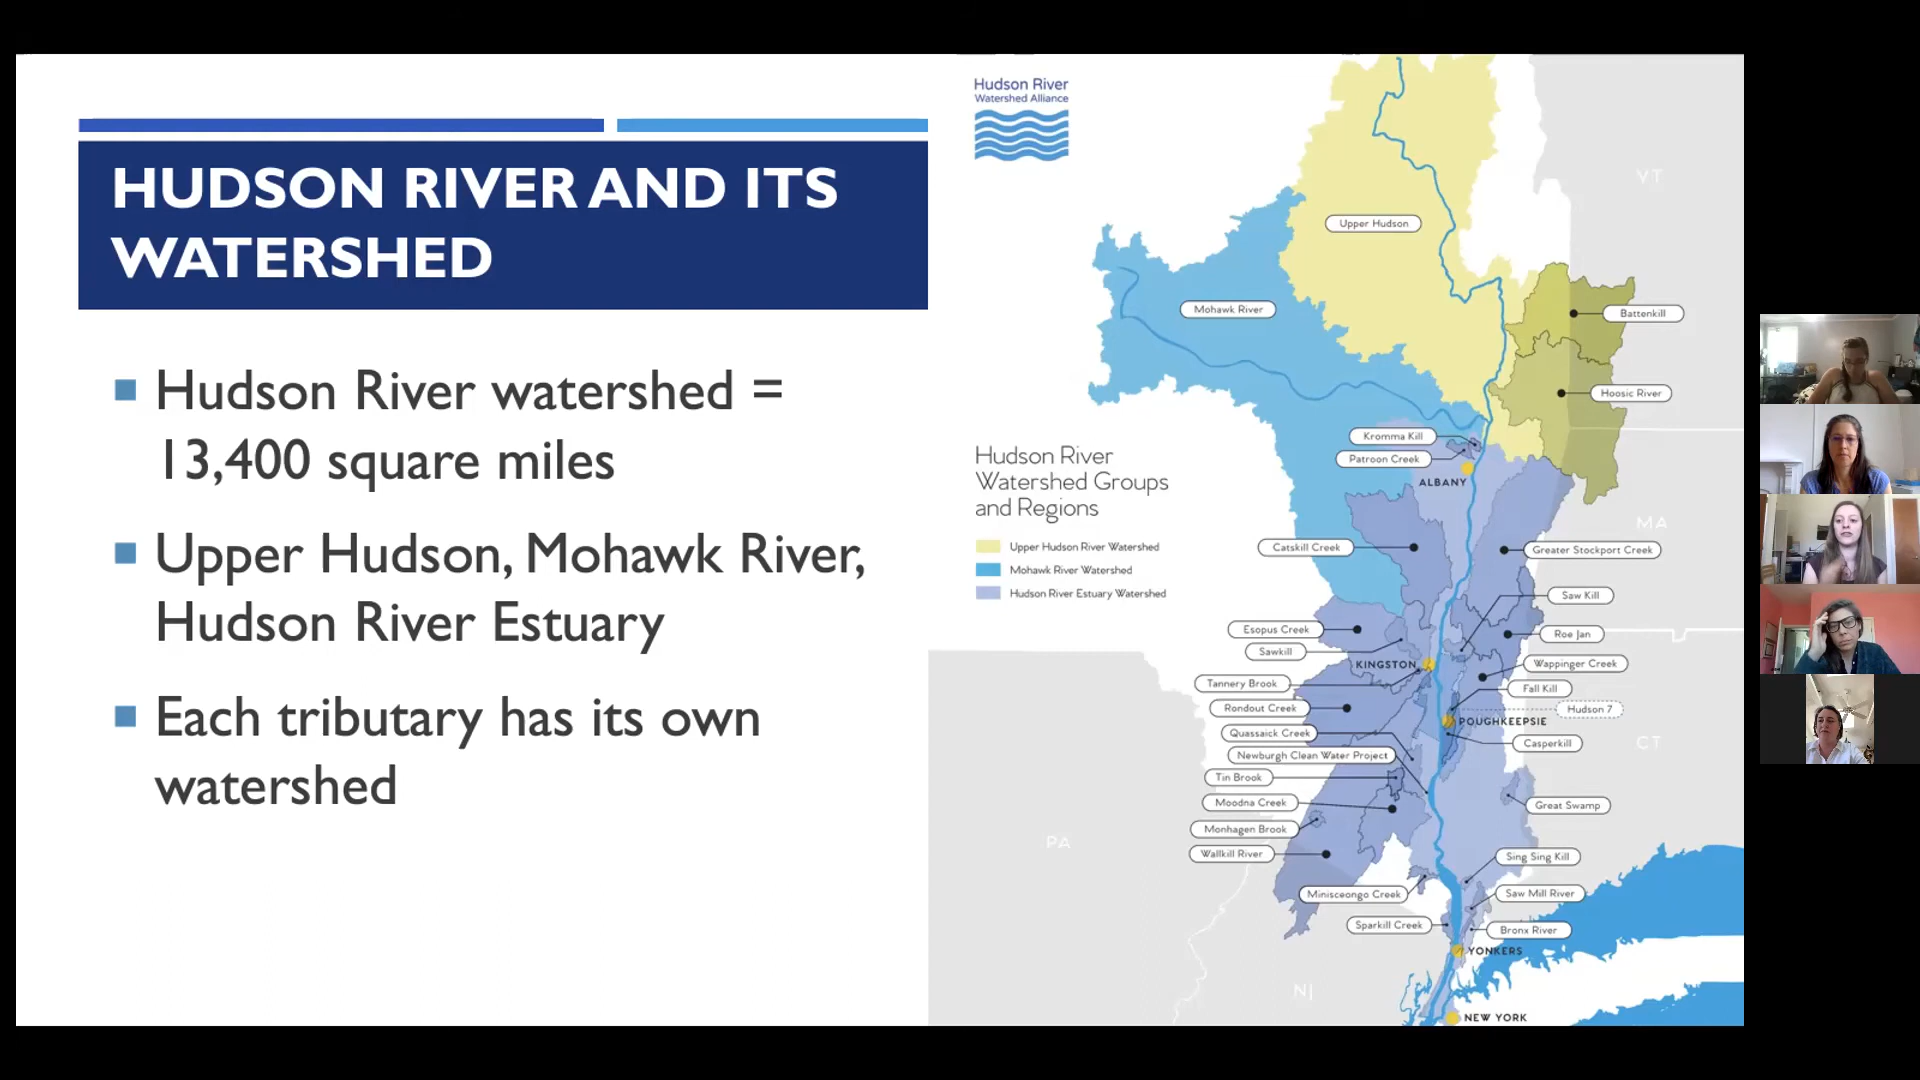 HUDSON RIVER AND ITS
WATERSHED
Hudson River watershed =
13,400 square miles
Upper Hudson, Mohawk River,
Hudson River Estuary
Each tributary has its own
watershed
Hudson River
Watershed Alliance
VT
Upper Hudson
Mohawk River
Battenkill
Hoosic River
Kromma Kill
Patroon Creek
ALBANY
Hudson River
Watershed Groups
and Regions
Upper Hudson River Watershed
Mohawk River Watershed
Hudson River Estuary Watershed
MA
Catskill Creek
Greater Stockport Creek
Saw Kill
Esopus Creek
Roe Jan
Sawkill
KINGSTON
Wappinger Creek
Tannery Brook
Fall Kill
Rondout Creek
Hudson 7
POUGHKEEPSIE
Quassaick Creek
Casperkill
CT
Newburgh Clean Water Project
Tin Brook
Moodna Creek
Great Swamp
Monhagen Brook
PA
Wallkill River
Sing Sing Kill
Minisceongo Creek
Saw Mill River
Sparkill Creek
Bronx River
YONKERS
NJ
NEW YORK